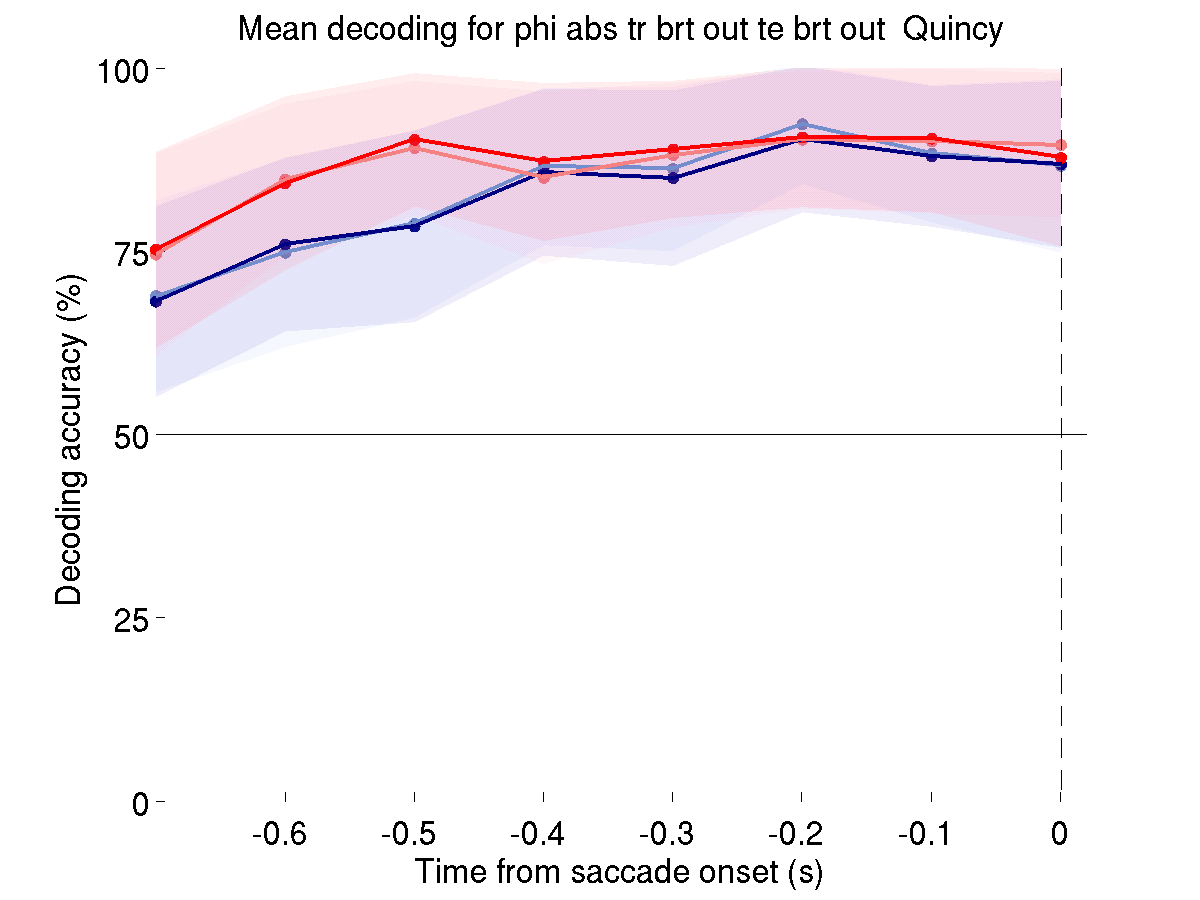 Mean decoding for phi abs tr brt out te brt out  Quincy
100
75
50
25
0
Decoding accuracy (%)
-0.6 -0.5 -0.4 -0.3 -0.2 -0.1 0
Time from saccade onset (s)